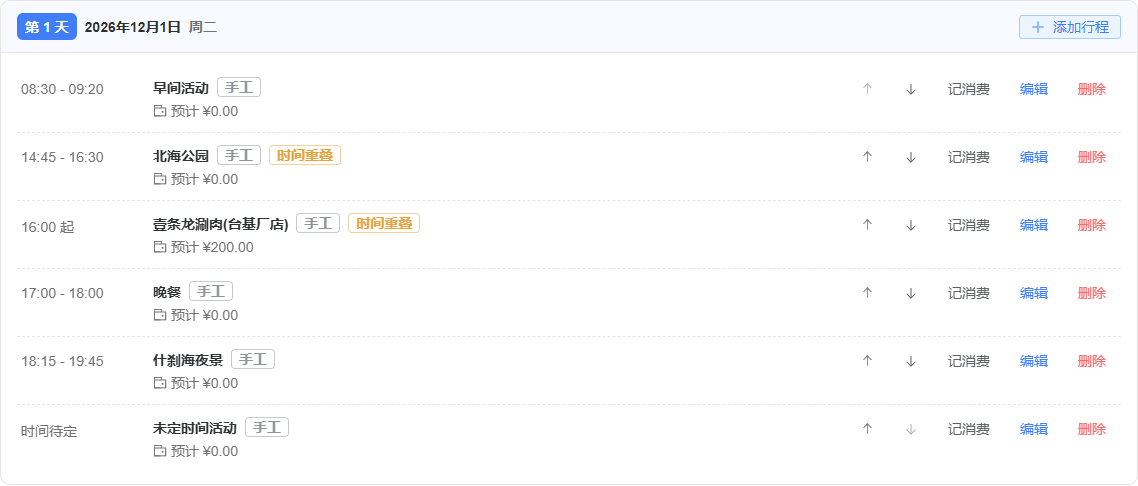 第 1 天 2026年12月1日 周二 添加行程
08:30 - 09:20 早间活动 手工 记消费 编辑 删除
预计 ¥0.00
14:45 - 16:30 北海公园 手工 时间重叠 记消费 编辑 删除
预计 ¥0.00
16:00 起 壹条龙涮肉(台基厂店) 手工 时间重叠 记消费 编辑 删除
预计 ¥200.00
17:00 - 18:00 晚餐 手工 记消费 编辑 删除
预计 ¥0.00
18:15 - 19:45 什刹海夜景 手工 记消费 编辑 删除
预计 ¥0.00
时间待定 未定时间活动 手工 记消费 编辑 删除
预计 ¥0.00